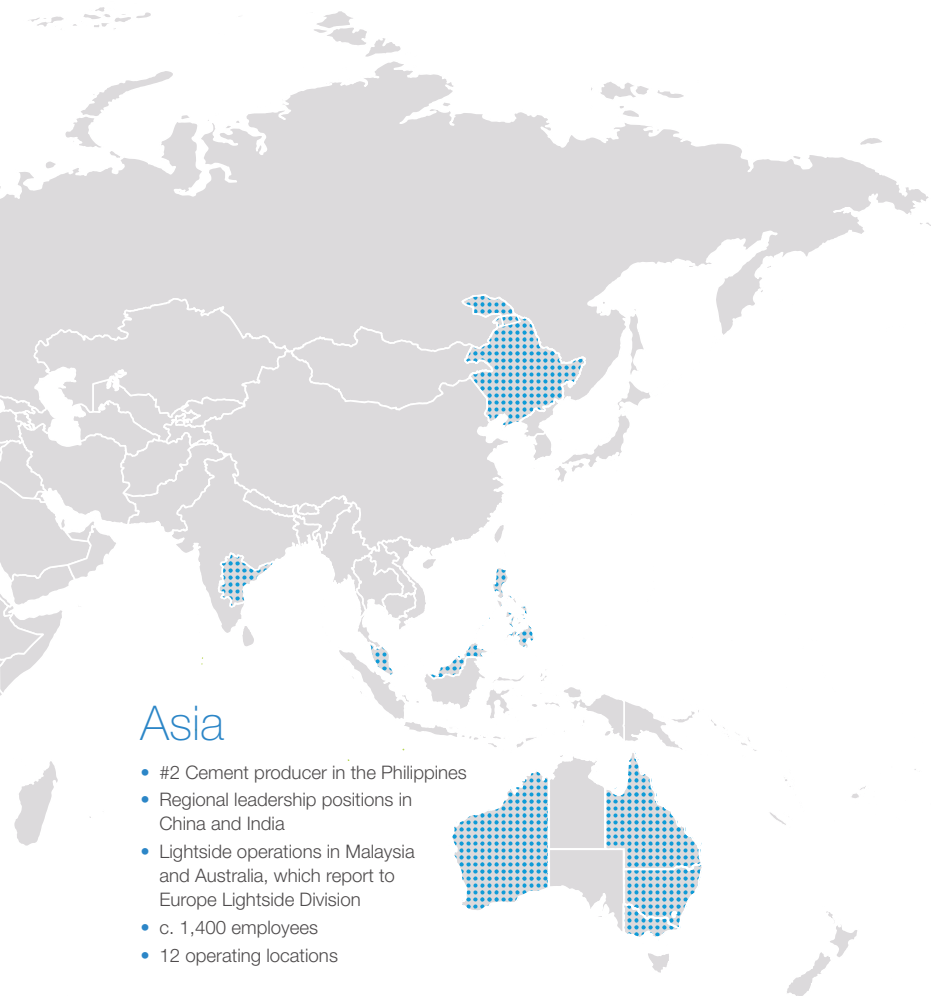 Asia
• #2 Cement producer in the Philippines
• Regional leadership positions in
China and India
• Lightside operations in Malaysia
and Australia, which report to
Europe Lightside Division
• c. 1,400 employees
• 12 operating locations